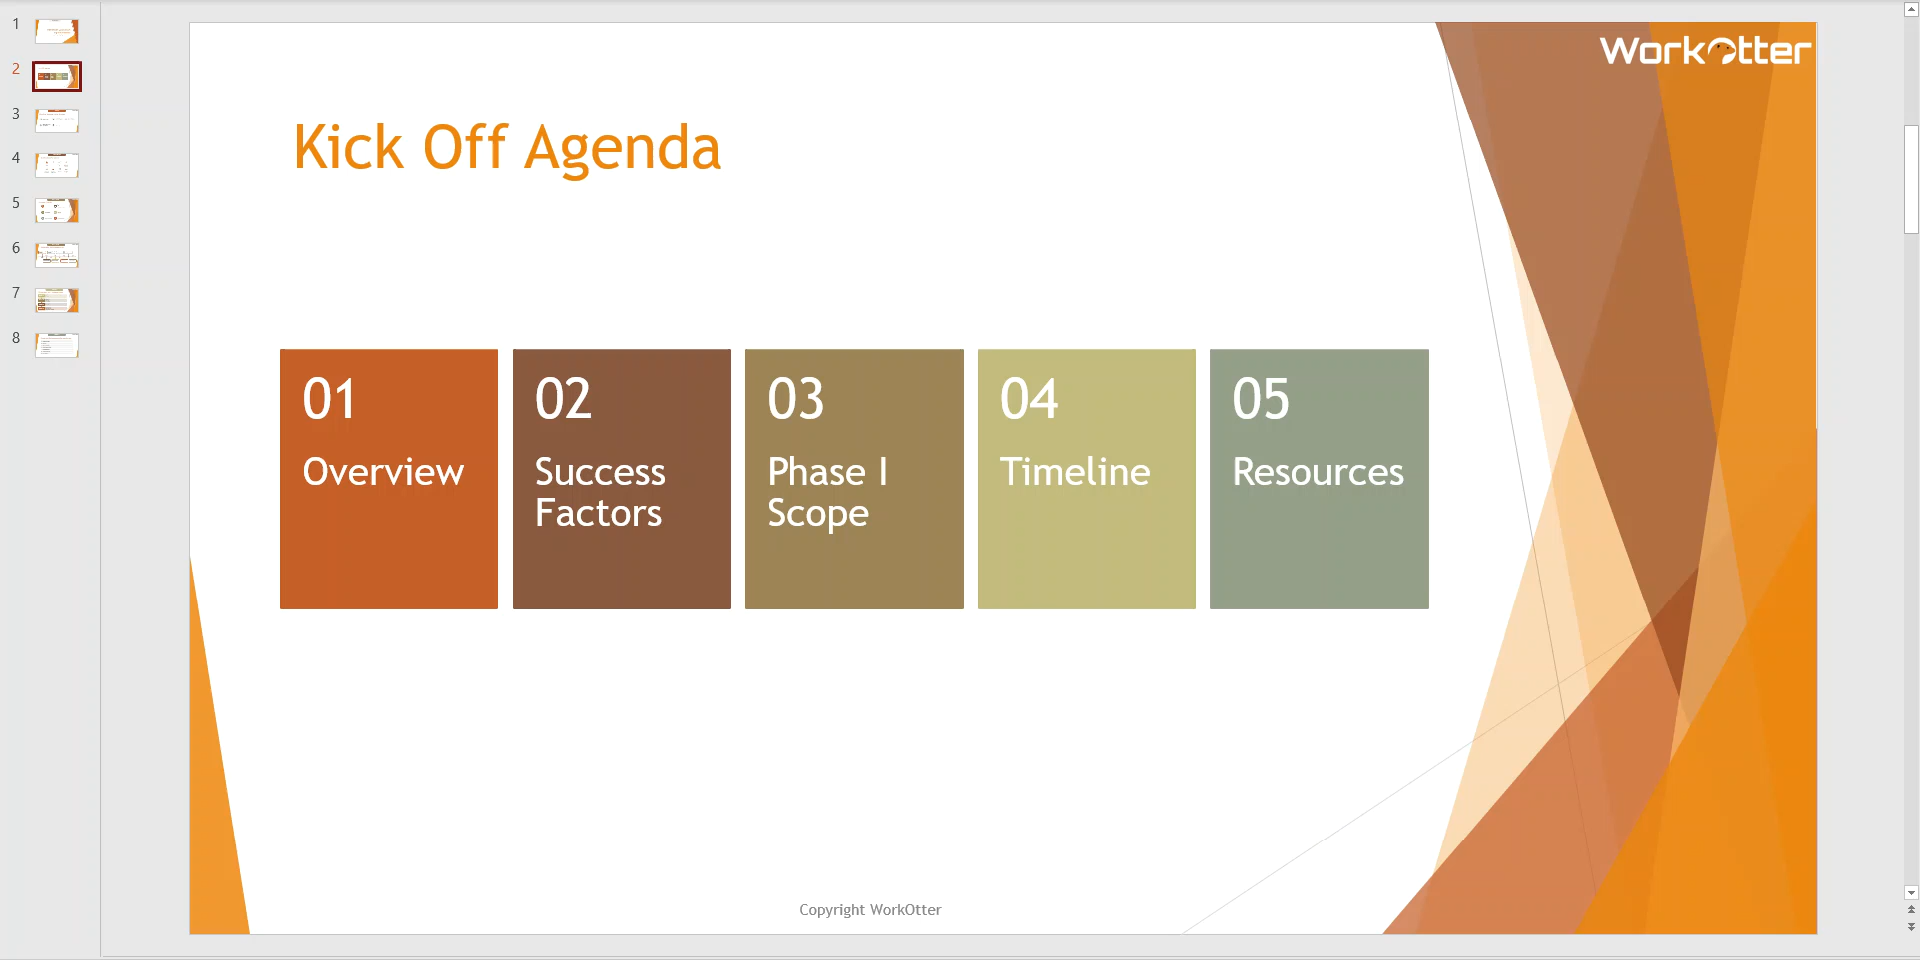 1
2
3
4
5
6
7
8
WorkOtter
Kick Off Agenda
01
Overview
02
Success
Factors
03
Phase I
Scope
04
Timeline
05
Resources
Copyright WorkOtter